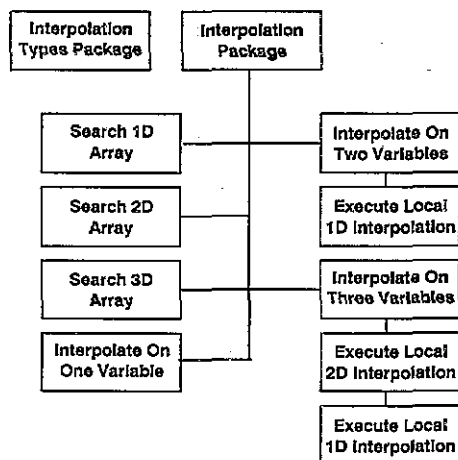 Interpolation
Types Package
Interpolation
Package
Search 1D
Array
Interpolate On
Two Variables
Search 2D
Array
Execute Local
1D Interpolation
Search 3D
Array
Interpolate On
Three Variables
Interpolate On
One Variable
Execute Local
2D Interpolation
Execute Local
1D Interpolation